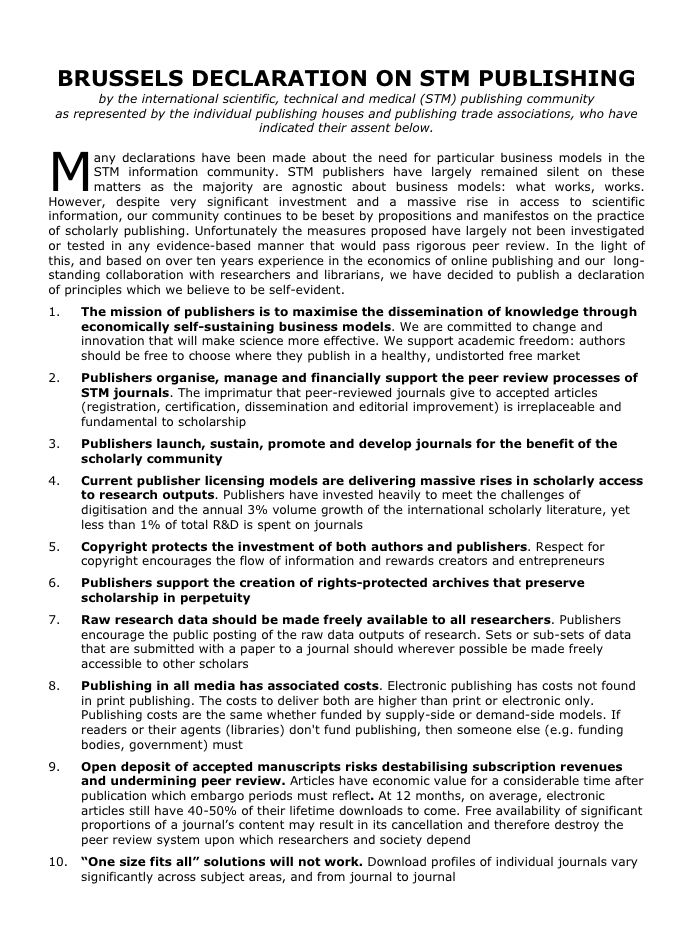 BRUSSELS DECLARATION ON STM PUBLISHING
by the international scientific, technical and medical (STM) publishing community
as represented by the individual publishing houses and publishing trade associations, who have
indicated their assent below.
Many declarations have been made about the need for particular business models in the
STM information community. STM publishers have largely remained silent on these
matters as the majority are agnostic about business models: what works, works.
However, despite very significant investment and a massive rise in access to scientific
information, our community continues to be beset by propositions and manifestos on the practice
of scholarly publishing. Unfortunately the measures proposed have largely not been investigated
or tested in any evidence-based manner that would pass rigorous peer review. In the light of
this, and based on over ten years experience in the economics of online publishing and our long-
standing collaboration with researchers and librarians, we have decided to publish a declaration
of principles which we believe to be self-evident.
1. The mission of publishers is to maximise the dissemination of knowledge through
economically self-sustaining business models. We are committed to change and
innovation that will make science more effective. We support academic freedom: authors
should be free to choose where they publish in a healthy, undistorted free market
2. Publishers organise, manage and financially support the peer review processes of
STM journals. The imprimatur that peer-reviewed journals give to accepted articles
(registration, certification, dissemination and editorial improvement) is irreplaceable and
fundamental to scholarship
3. Publishers launch, sustain, promote and develop journals for the benefit of the
scholarly community
4. Current publisher licensing models are delivering massive rises in scholarly access
to research outputs. Publishers have invested heavily to meet the challenges of
digitisation and the annual 3% volume growth of the international scholarly literature, yet
less than 1% of total R&D is spent on journals
5. Copyright protects the investment of both authors and publishers. Respect for
copyright encourages the flow of information and rewards creators and entrepreneurs
6. Publishers support the creation of rights-protected archives that preserve
scholarship in perpetuity
7. Raw research data should be made freely available to all researchers. Publishers
encourage the public posting of the raw data outputs of research. Sets or sub-sets of data
that are submitted with a paper to a journal should wherever possible be made freely
accessible to other scholars
8. Publishing in all media has associated costs. Electronic publishing has costs not found
in print publishing. The costs to deliver both are higher than print or electronic only.
Publishing costs are the same whether funded by supply-side or demand-side models. If
readers or their agents (libraries) don't fund publishing, then someone else (e.g. funding
bodies, government) must
9. Open deposit of accepted manuscripts risks destabilising subscription revenues
and undermining peer review. Articles have economic value for a considerable time after
publication which embargo periods must reflect. At 12 months, on average, electronic
articles still have 40-50% of their lifetime downloads to come. Free availability of significant
proportions of a journal’s content may result in its cancellation and therefore destroy the
peer review system upon which researchers and society depend
10. “One size fits all” solutions will not work. Download profiles of individual journals vary
significantly across subject areas, and from journal to journal